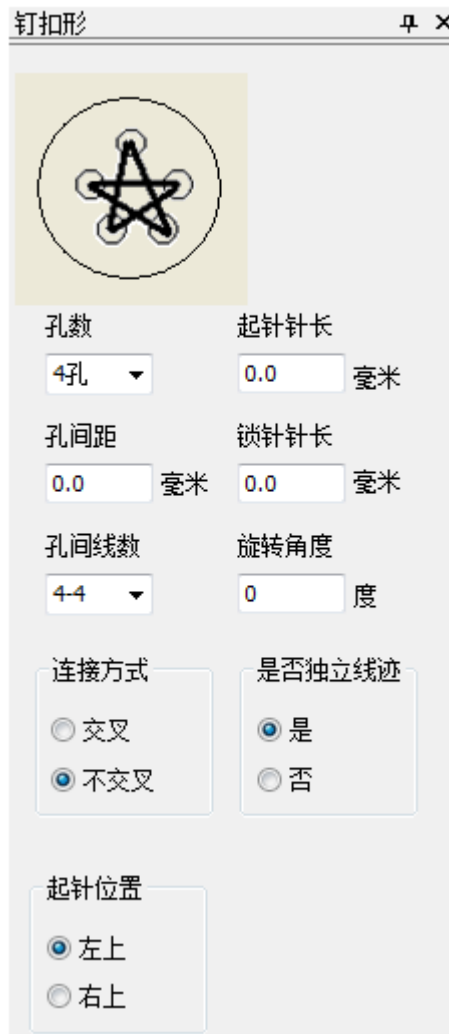 钉扣形
孔数 起针针长
4孔 0.0 毫米
孔间距 锁针针长
0.0 毫米 0.0 毫米
孔间线数 旋转角度
4-4 0 度
连接方式 是否独立线迹
交叉 是
不交叉 否
起针位置
左上
右上